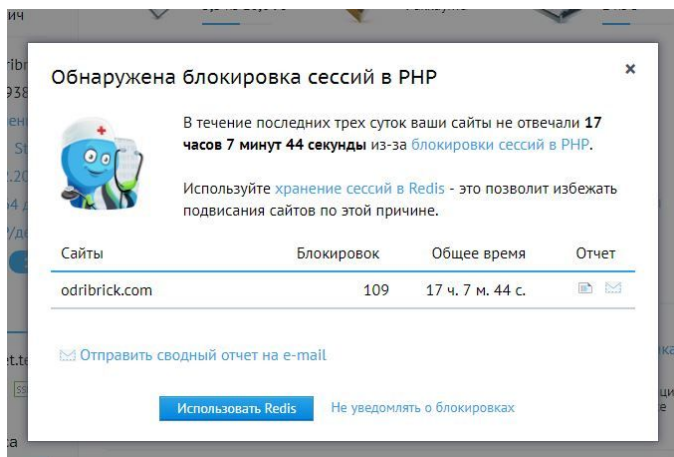 ич
Обнаружена блокировка сессий в PHP
В течение последних трех суток ваши сайты не отвечали 17
часов 7 минут 44 секунды из-за блокировки сессий в PHP.
Используйте хранение сессий в Redis - это позволит избежать
подвисания сайтов по этой причине.
Сайты Блокировок Общее время Отчет
odribrick.com 109 17 ч. 7 м. 44 с.
Отправить сводный отчет на e-mail
Использовать Redis Не уведомлять о блокировках